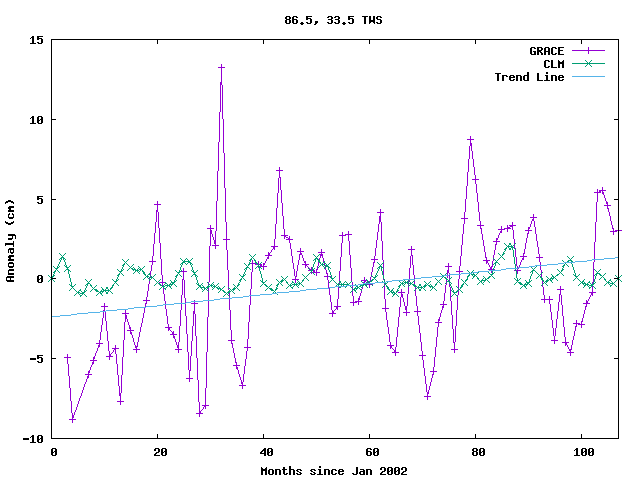 86.5, 33.5 TWS
GRACE
CLM
Trend Line
15
10
5
0
-5
-10
Anomaly (cm)
0 20 40 60 80 100
Months since Jan 2002